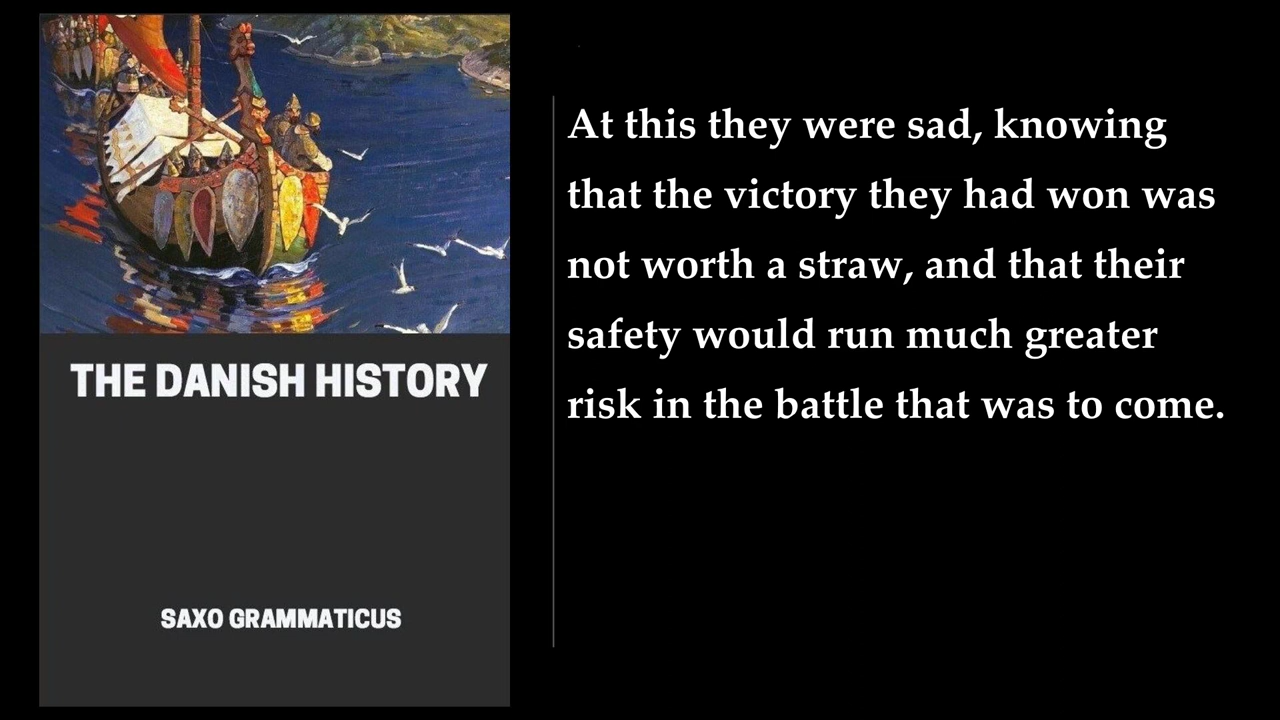 THE DANISH HISTORY
SAXO GRAMMATICUS
At this they were sad, knowing
that the victory they had won was
not worth a straw, and that their
safety would run much greater
risk in the battle that was to come.